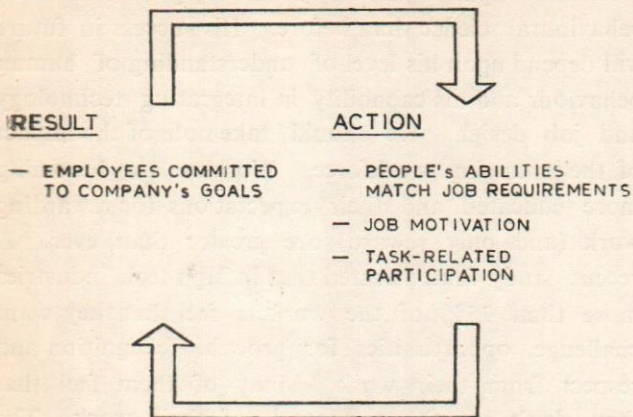 RESULT
— EMPLOYEES COMMITTED
TO COMPANY's GOALS
ACTION
— PEOPLE's ABILITIES
MATCH JOB REQUIREMENTS
— JOB MOTIVATION
— TASK-RELATED
PARTICIPATION